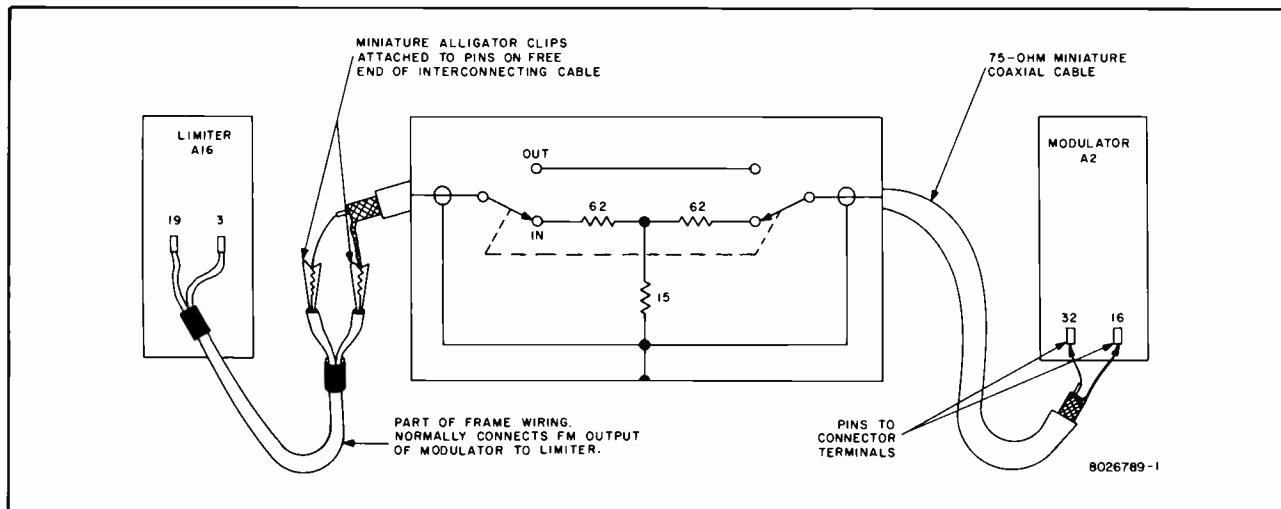 MINIATURE ALLIGATOR CLIPS
ATTACHED TO PINS ON FREE
END OF INTERCONNECTING CABLE
75-OHM MINIATURE
COAXIAL CABLE
LIMITER
A16
19 3
OUT
62 62
IN
15
MODULATOR
A2
32 16
PART OF FRAME WIRING.
NORMALLY CONNECTS FM OUTPUT
OF MODULATOR TO LIMITER.
PINS TO
CONNECTOR
TERMINALS
8026789-1